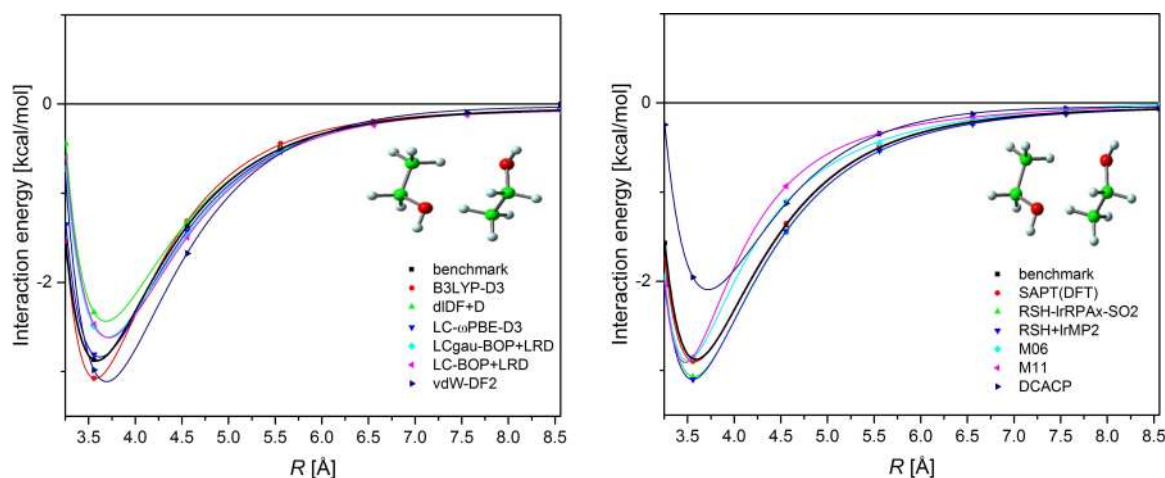 Interaction energy [kcal/mol]
0
-2
benchmark
B3LYP-D3
dlDF+D
LC-ωPBE-D3
LCgau-BOP+LRD
LC-BOP+LRD
vdW-DF2
3.5 4.0 4.5 5.0 5.5 6.0 6.5 7.0 7.5 8.0 8.5
R [Å]
Interaction energy [kcal/mol]
0
-2
benchmark
SAPT(DFT)
RSH-lrRPAx-SO2
RSH+lrMP2
M06
M11
DCACP
3.5 4.0 4.5 5.0 5.5 6.0 6.5 7.0 7.5 8.0 8.5
R [Å]